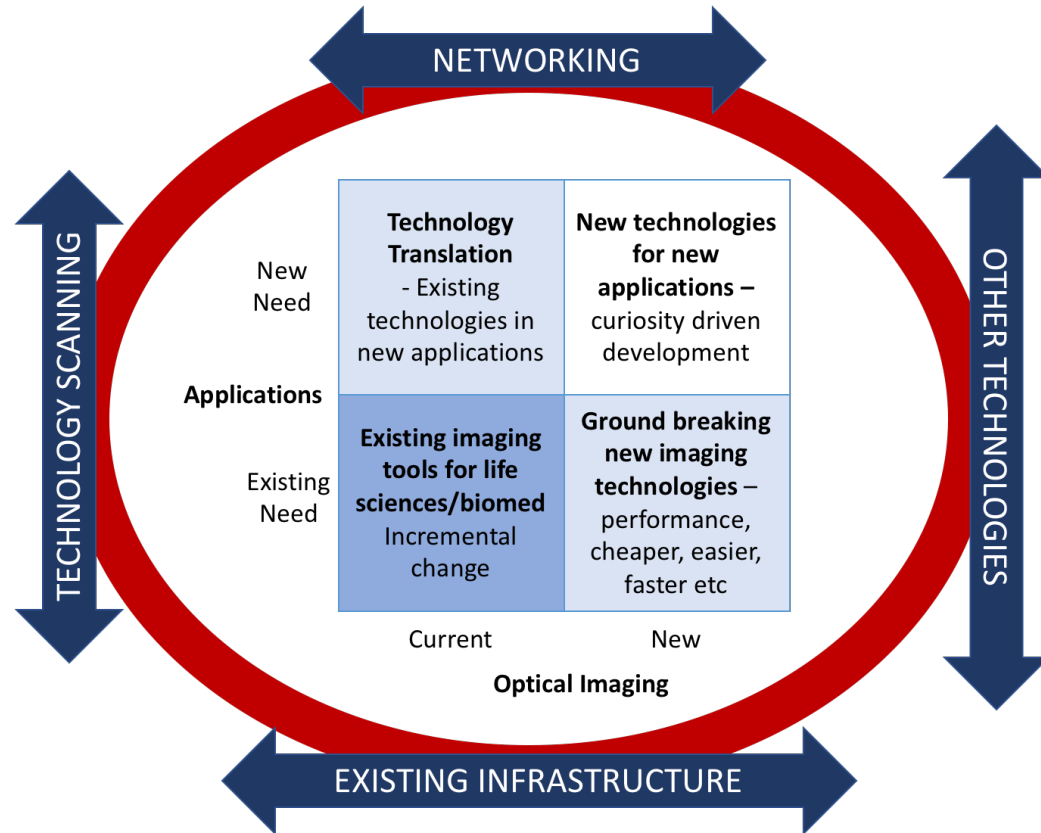 NETWORKING
TECHNOLOGY SCANNING
OTHER TECHNOLOGIES
New
Need
Applications
Existing
Need
Technology
Translation
- Existing
technologies in
new applications
New technologies
for new
applications –
curiosity driven
development
Existing imaging
tools for life
sciences/biomed
Incremental
change
Ground breaking
new imaging
technologies –
performance,
cheaper, easier,
faster etc
Current
New
Optical Imaging
EXISTING INFRASTRUCTURE